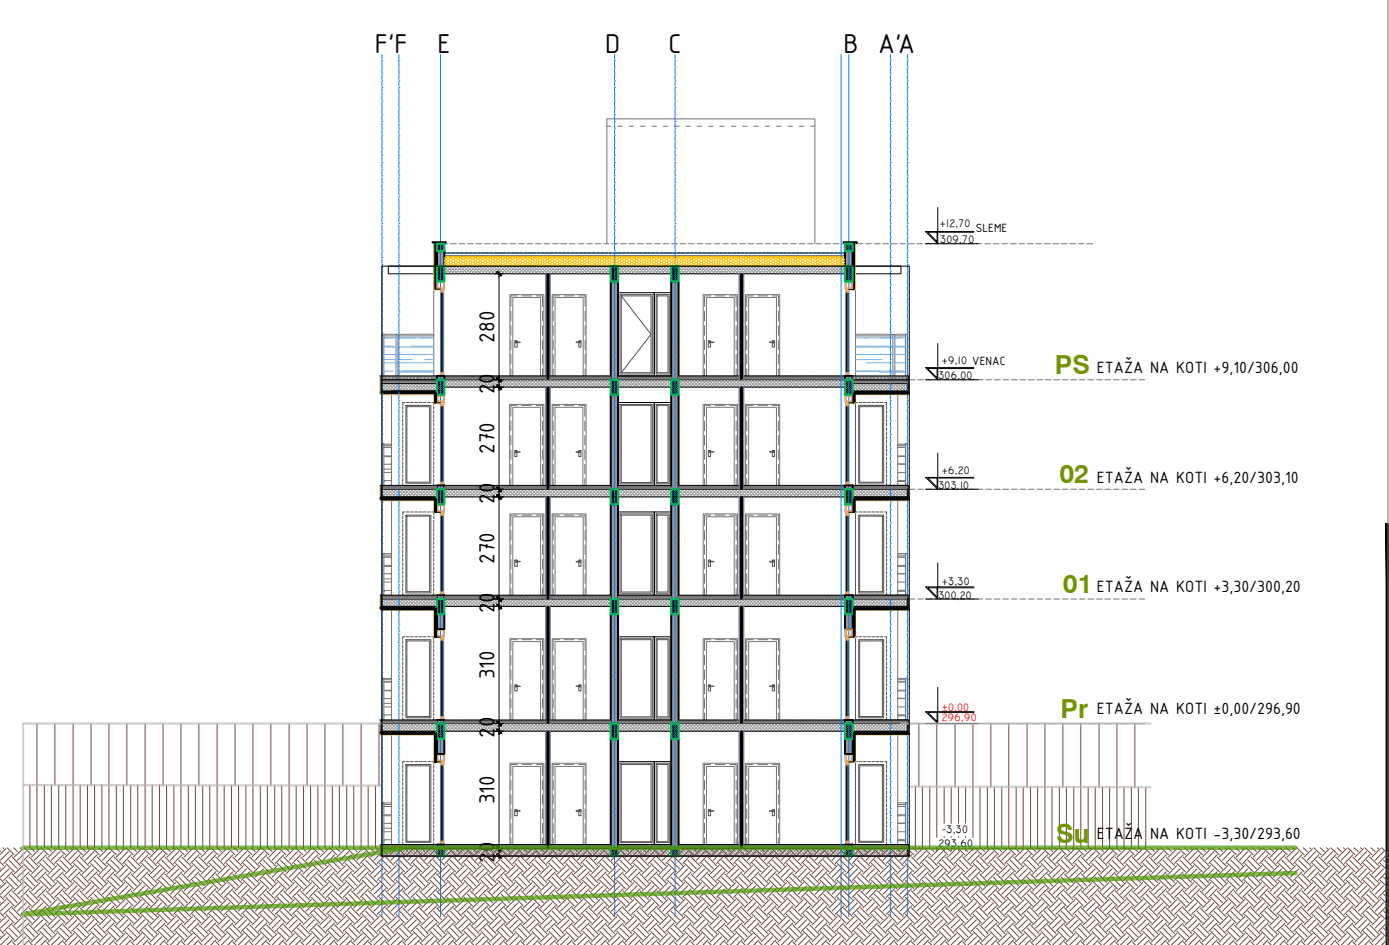 F'F E D C B A'A
+12,70 SLEME
309.70
280
+9,10 VENAC
306.00
PS ETAŽA NA KOTI +9,10/306,00
20
270
+6,20
303.10
02 ETAŽA NA KOTI +6,20/303,10
20
270
+3,30
300.20
01 ETAŽA NA KOTI +3,30/300,20
20
310
±0,00
296.90
Pr ETAŽA NA KOTI ±0,00/296,90
20
310
-3,30
293.60
Su ETAŽA NA KOTI -3,30/293,60
20